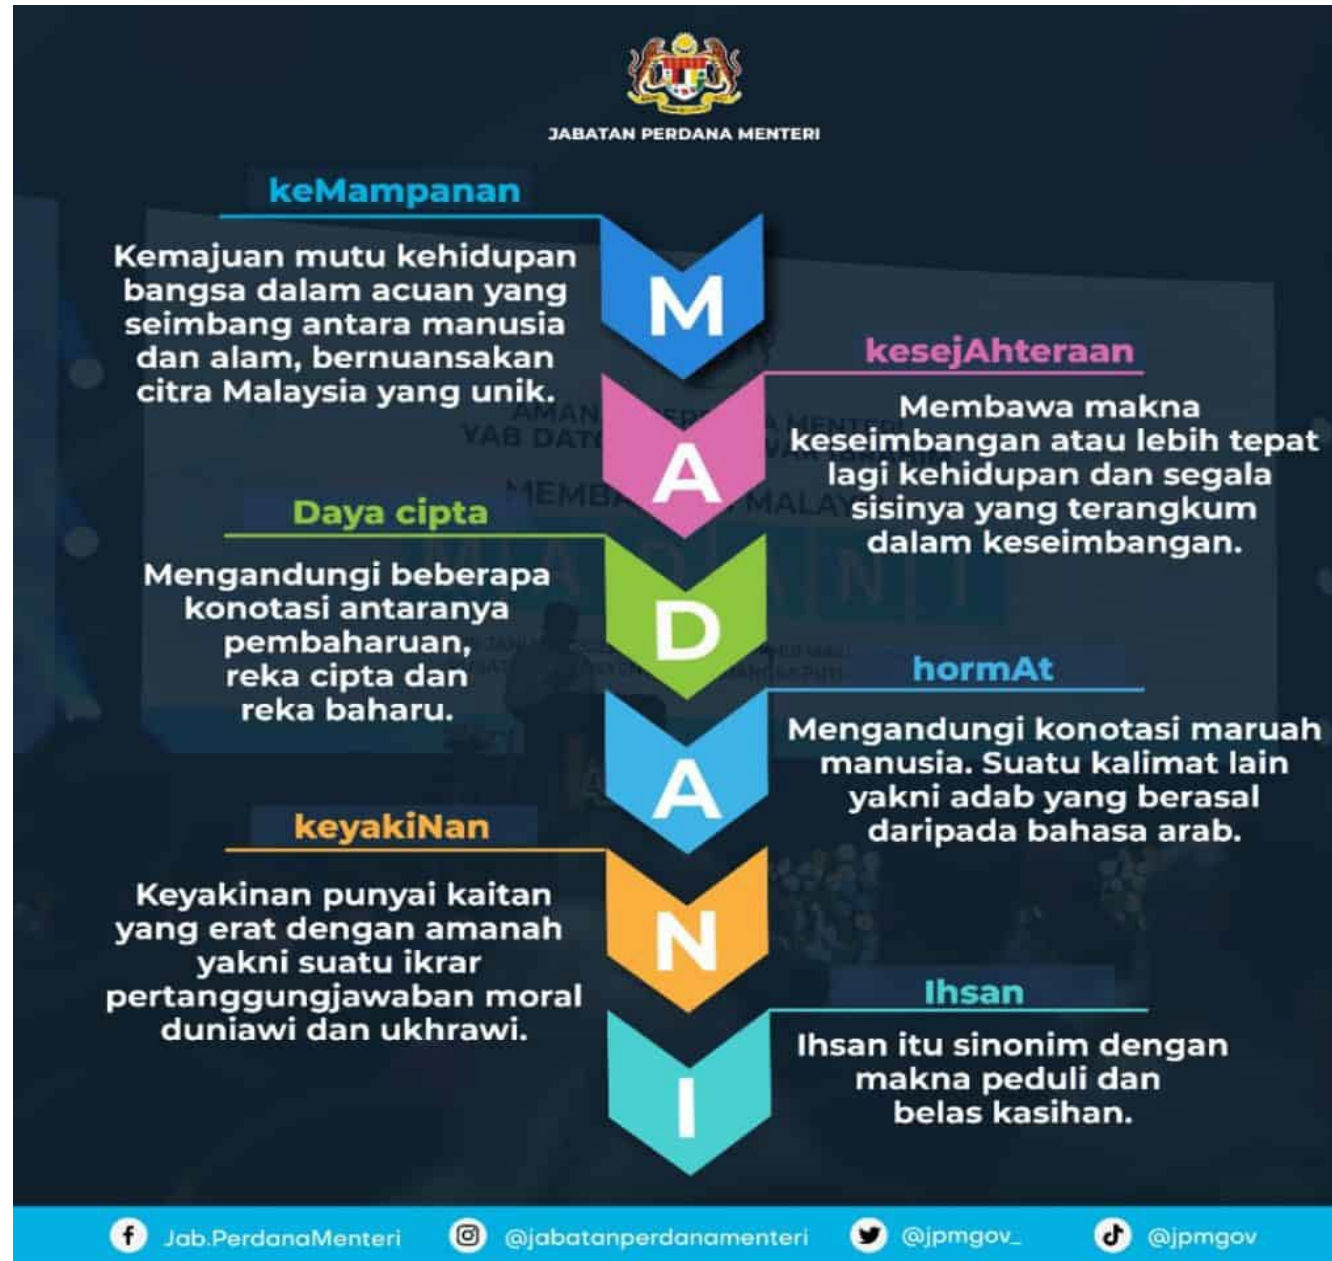 JABATAN PERDANA MENTERI
keMampanan
Kemajuan mutu kehidupan
bangsa dalam acuan yang
seimbang antara manusia
dan alam, bernuansakan
citra Malaysia yang unik.
M
kesejAhteraan
Membawa makna
keseimbangan atau lebih tepat
lagi kehidupan dan segala
sisinya yang terangkum
dalam keseimbangan.
A
Daya cipta
Mengandungi beberapa
konotasi antaranya
pembaharuan,
reka cipta dan
reka baharu.
D
hormAt
Mengandungi konotasi maruah
manusia. Suatu kalimat lain
yakni adab yang berasal
daripada bahasa arab.
A
keyakiNan
Keyakinan punyai kaitan
yang erat dengan amanah
yakni suatu ikrar
pertanggungjawaban moral
duniawi dan ukhrawi.
N
Ihsan
Ihsan itu sinonim dengan
makna peduli dan
belas kasihan.
I
Jab.PerdanaMenteri @jabatanperdanamenteri @jpmgov_ @jpmgov